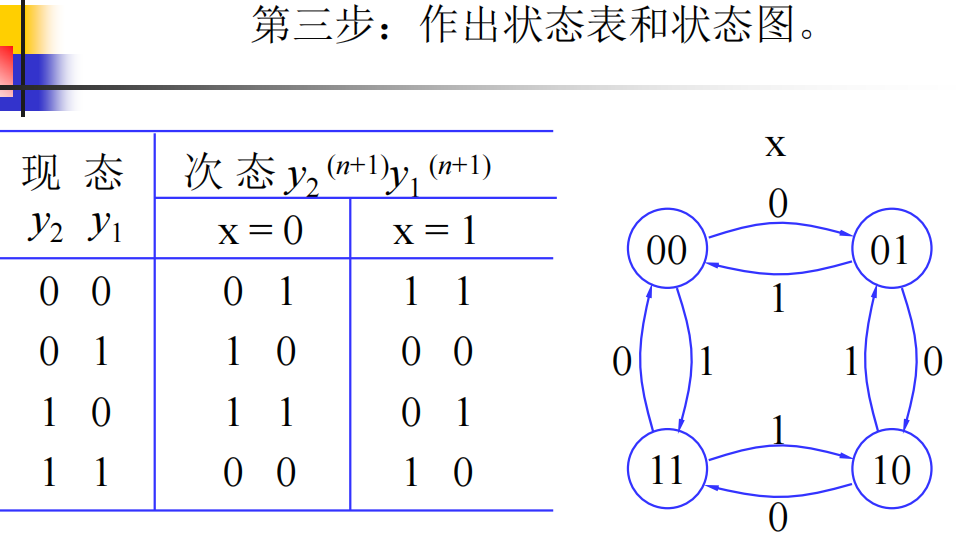 第三步：作出状态表和状态图。
现 态 次 态 y₂⁽ⁿ⁺¹⁾y₁⁽ⁿ⁺¹⁾
y₂ y₁ x = 0 x = 1
0 0 0 1 1 1
0 1 1 0 0 0
1 0 1 1 0 1
1 1 0 0 1 0
x
0
00 01
1
0 1 1 0
1
11 10
0